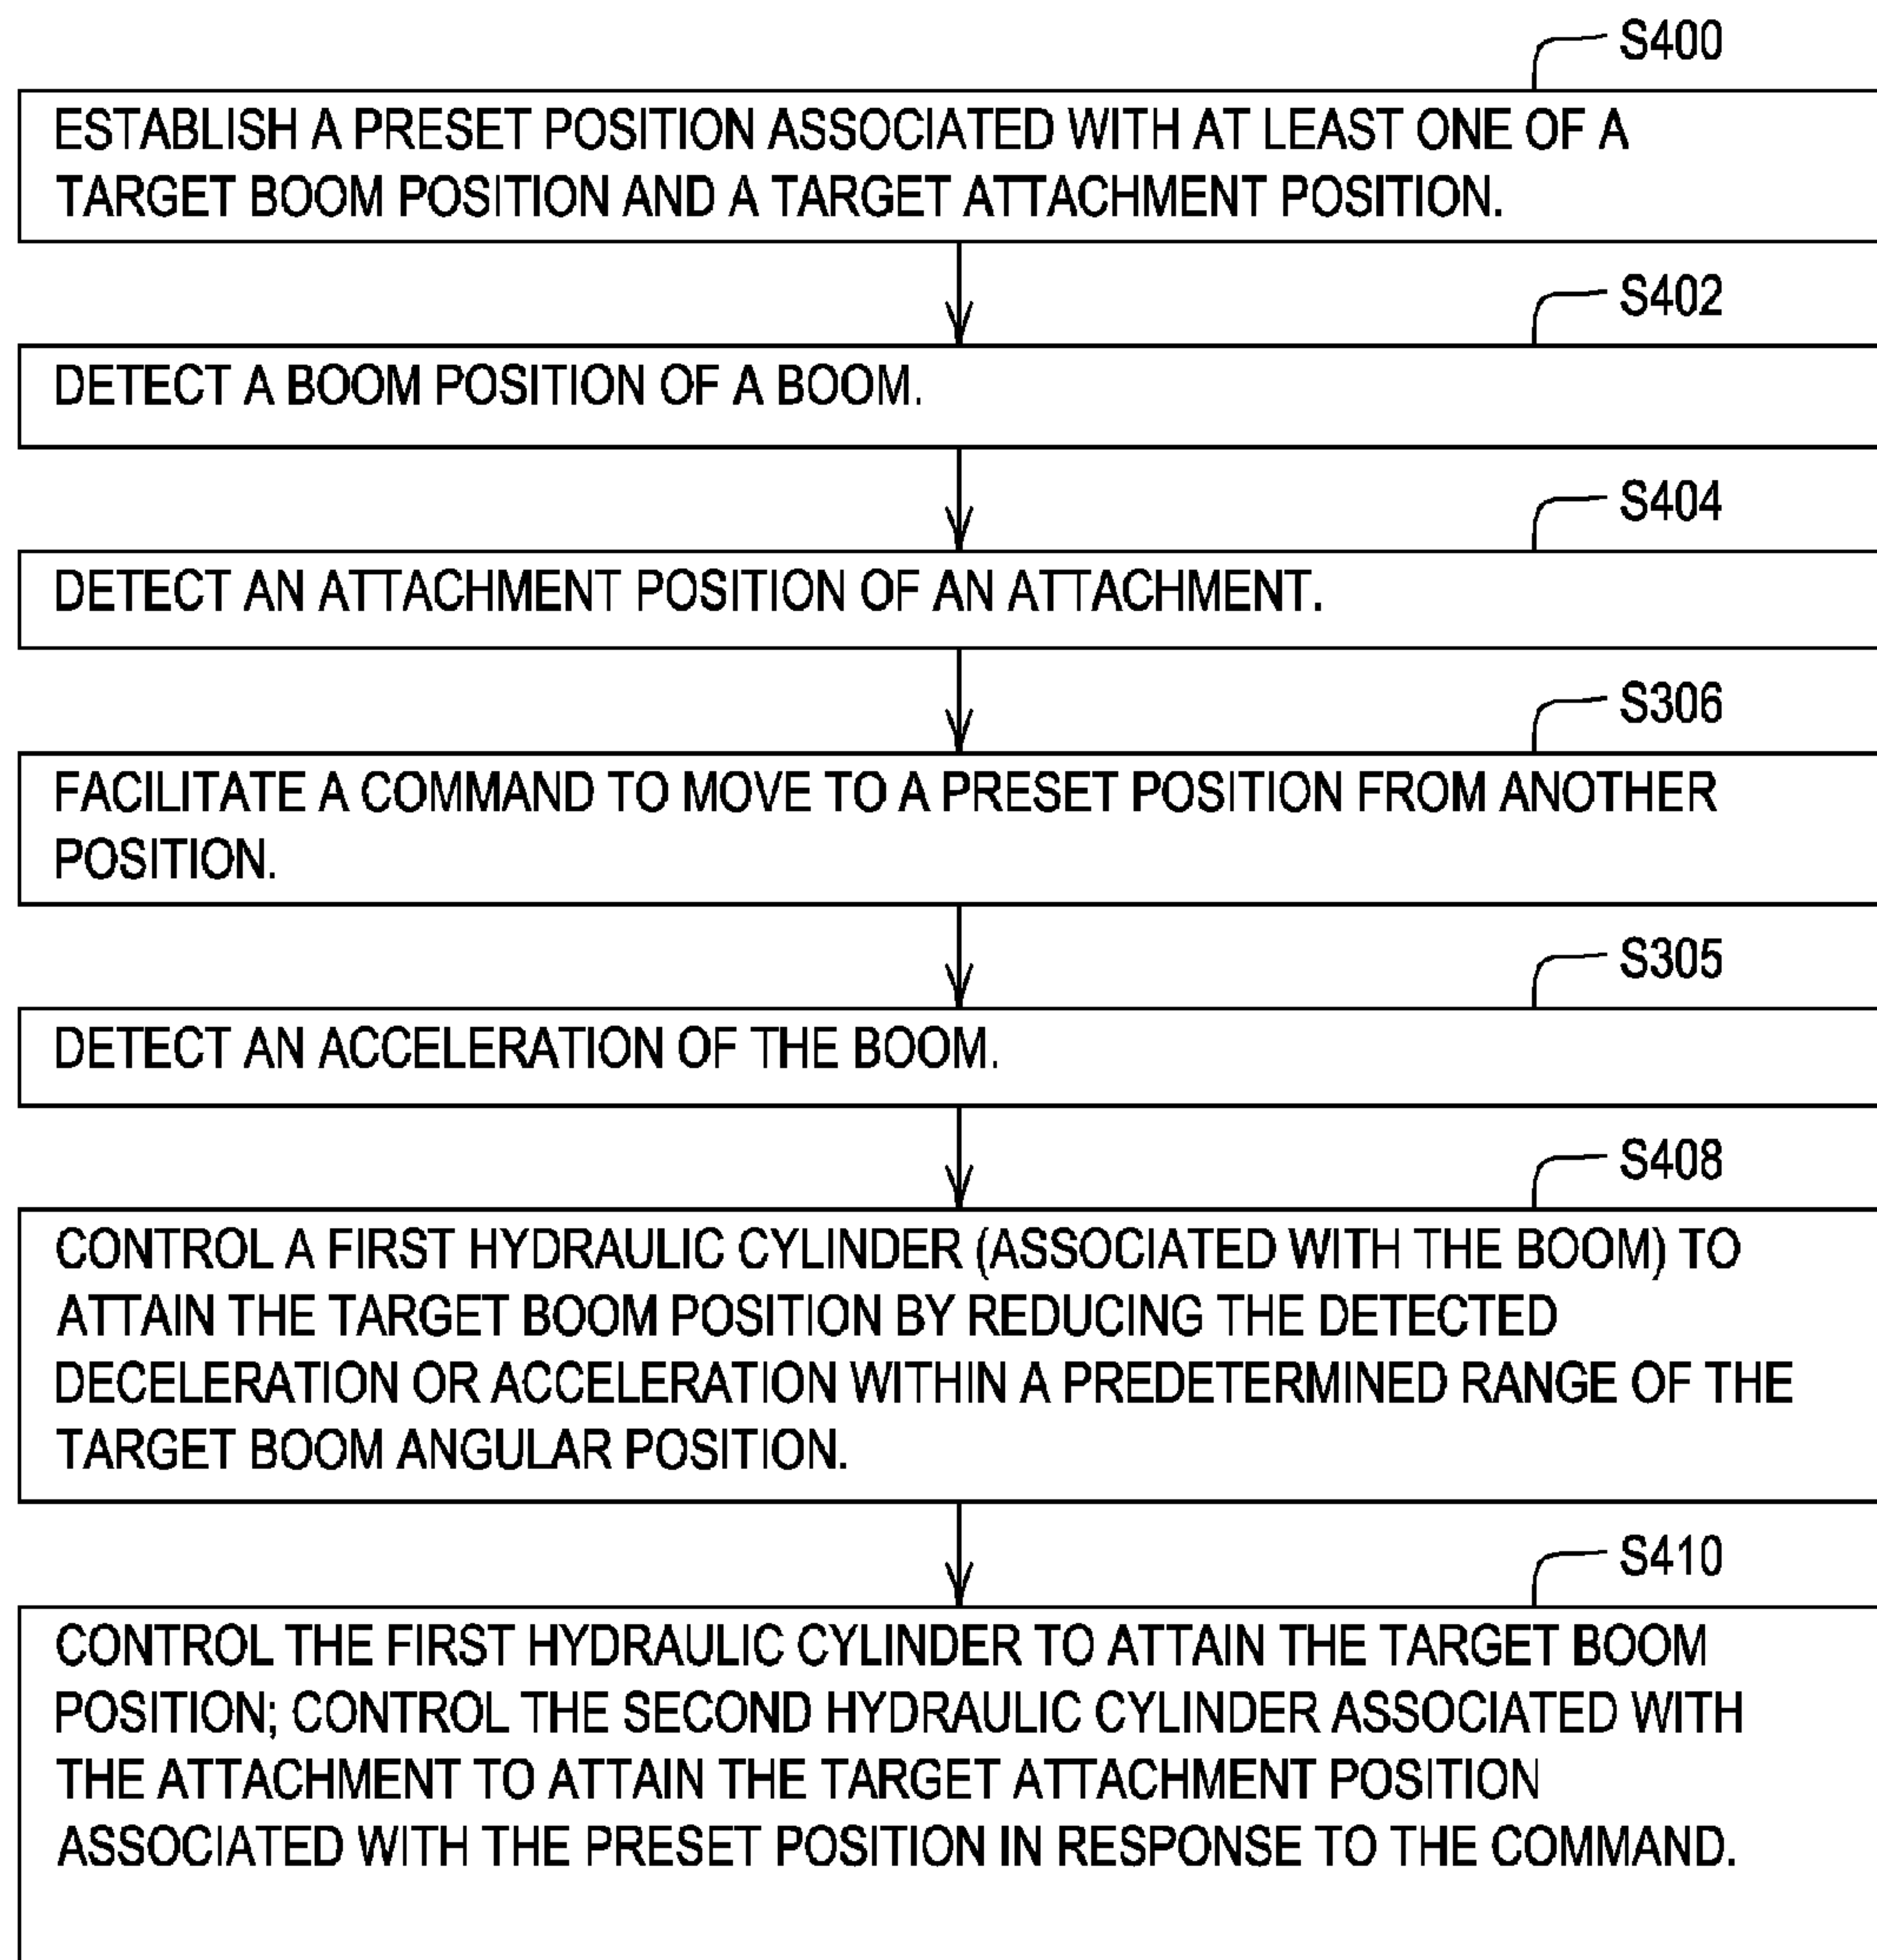 S400
ESTABLISH A PRESET POSITION ASSOCIATED WITH AT LEAST ONE OF A
TARGET BOOM POSITION AND A TARGET ATTACHMENT POSITION.
S402
DETECT A BOOM POSITION OF A BOOM.
S404
DETECT AN ATTACHMENT POSITION OF AN ATTACHMENT.
S306
FACILITATE A COMMAND TO MOVE TO A PRESET POSITION FROM ANOTHER
POSITION.
S305
DETECT AN ACCELERATION OF THE BOOM.
S408
CONTROL A FIRST HYDRAULIC CYLINDER (ASSOCIATED WITH THE BOOM) TO
ATTAIN THE TARGET BOOM POSITION BY REDUCING THE DETECTED
DECELERATION OR ACCELERATION WITHIN A PREDETERMINED RANGE OF THE
TARGET BOOM ANGULAR POSITION.
S410
CONTROL THE FIRST HYDRAULIC CYLINDER TO ATTAIN THE TARGET BOOM
POSITION; CONTROL THE SECOND HYDRAULIC CYLINDER ASSOCIATED WITH
THE ATTACHMENT TO ATTAIN THE TARGET ATTACHMENT POSITION
ASSOCIATED WITH THE PRESET POSITION IN RESPONSE TO THE COMMAND.